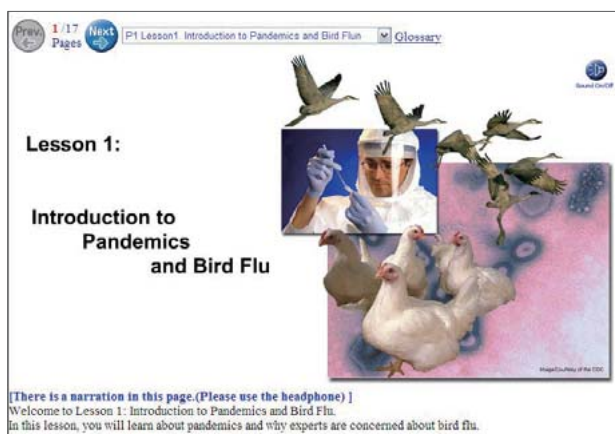 Prev.
1/17
Pages
Next
P1 Lesson1 Introduction to Pandemics and Bird Flun
Glossary
Sound On/Off
Lesson 1:
Introduction to
Pandemics
and Bird Flu
Image/Courtesy of the CDC
[There is a narration in this page.(Please use the headphone) ]
Welcome to Lesson 1: Introduction to Pandemics and Bird Flu.
In this lesson, you will learn about pandemics and why experts are concerned about bird flu.